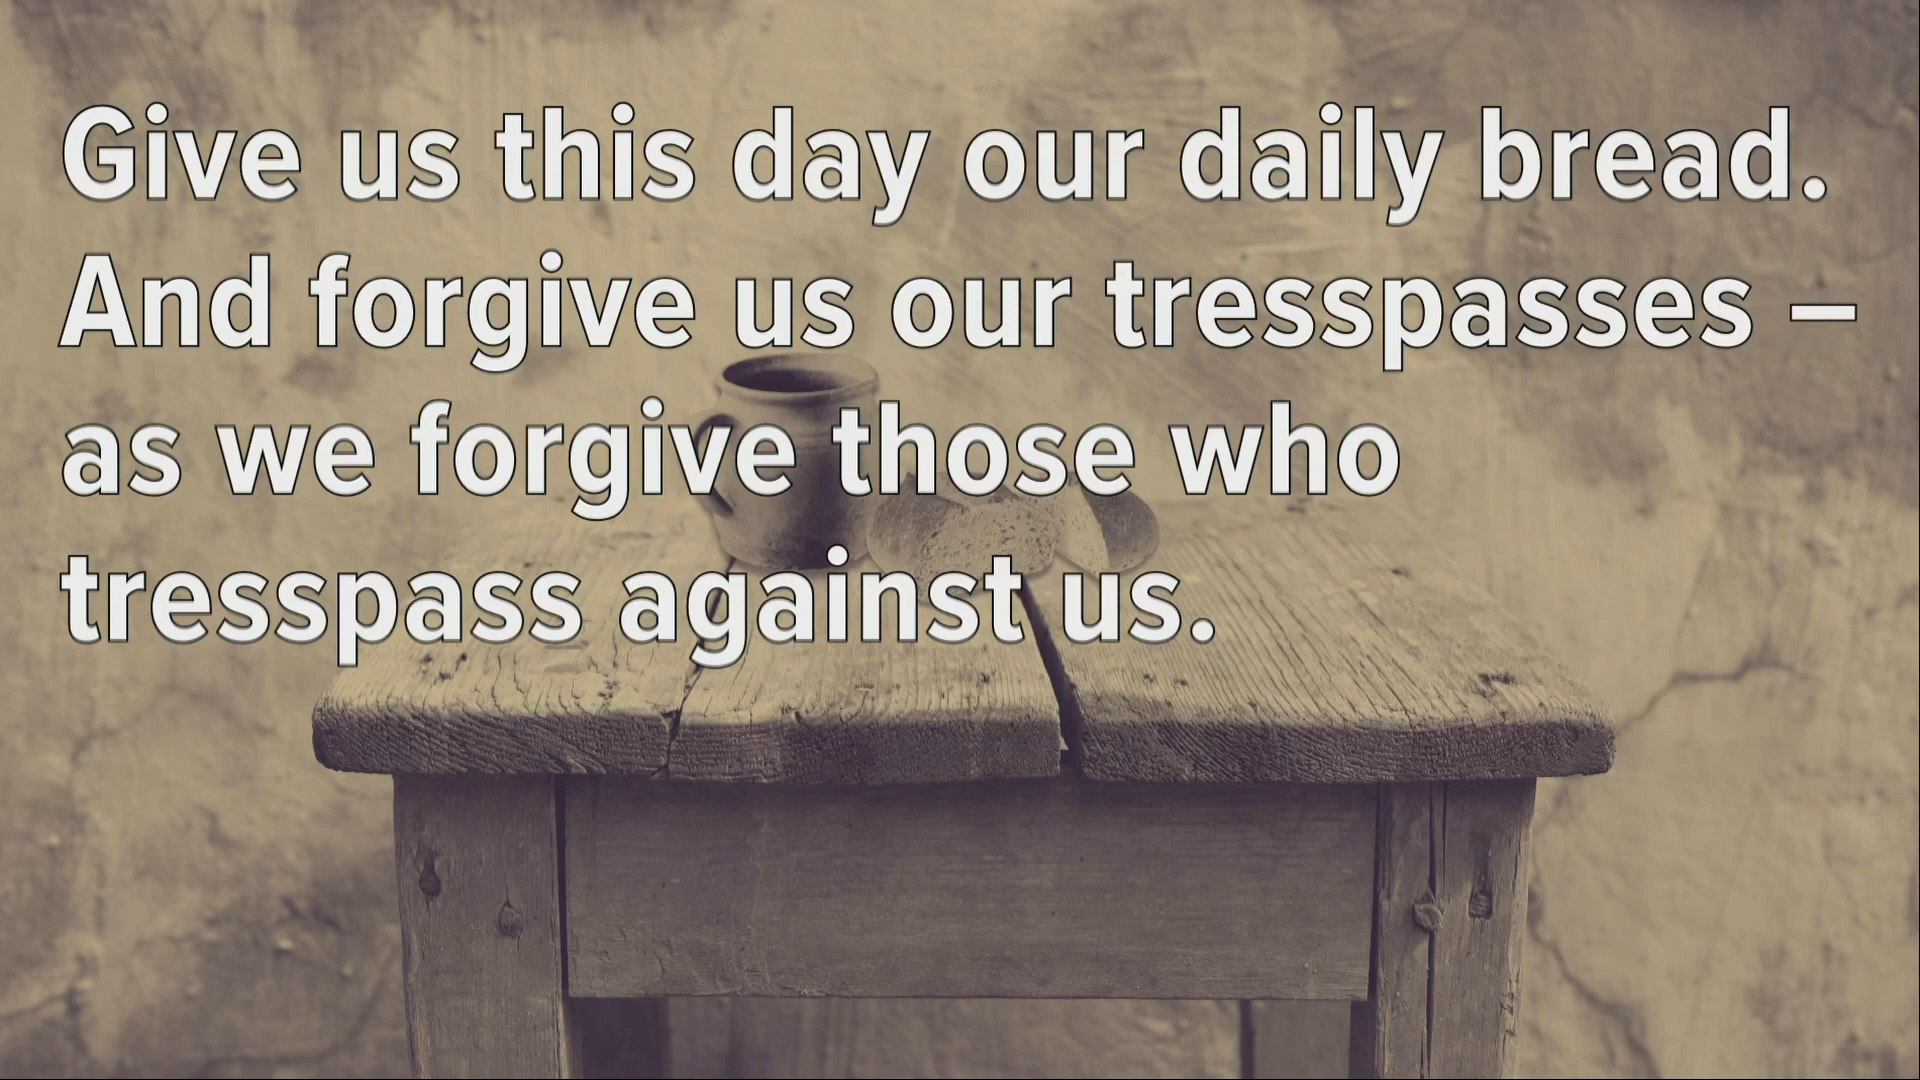 Give us this day our daily bread.
And forgive us our tresspasses –
as we forgive those who
tresspass against us.